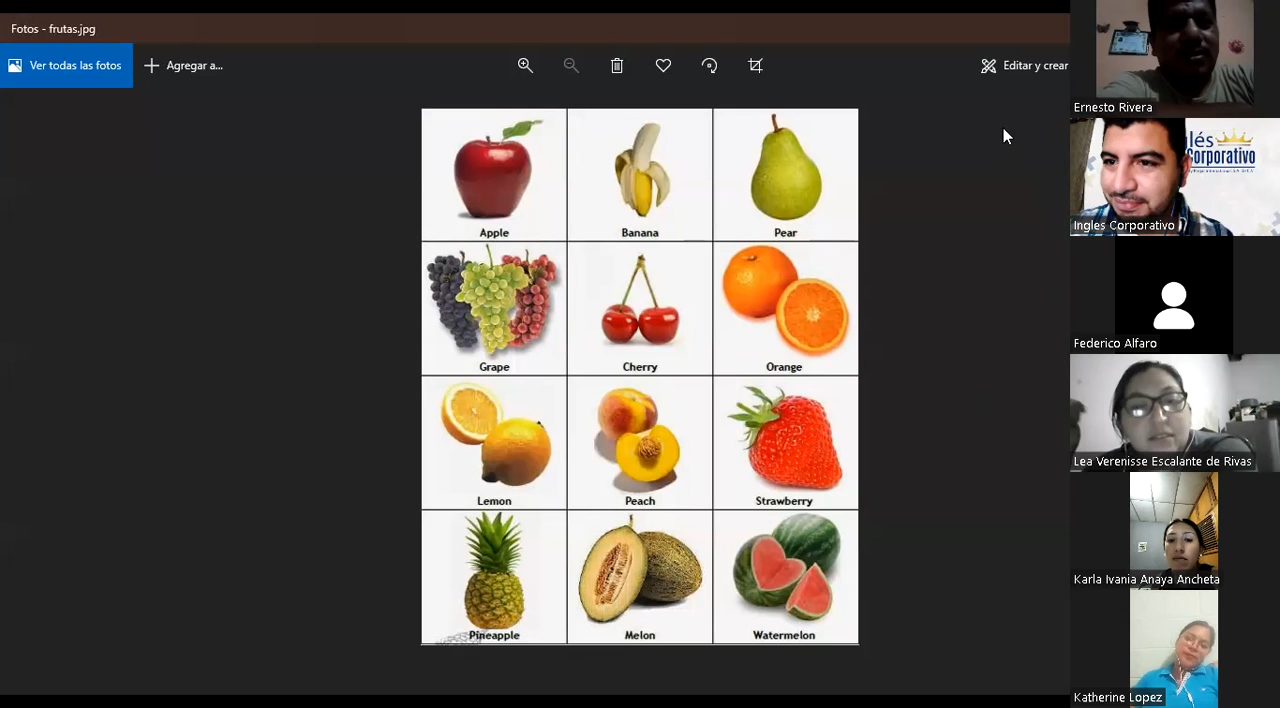 Fotos - frutas.jpg
Ver todas las fotos
Agregar a...
Editar y crear
Apple
Banana
Pear
Grape
Cherry
Orange
Lemon
Peach
Strawberry
Pineapple
Melon
Watermelon
Ernesto Rivera
lés
Corporativo
Ingles Corporativo
Federico Alfaro
Lea Verenisse Escalante de Rivas
Karla Ivania Anaya Ancheta
Katherine Lopez